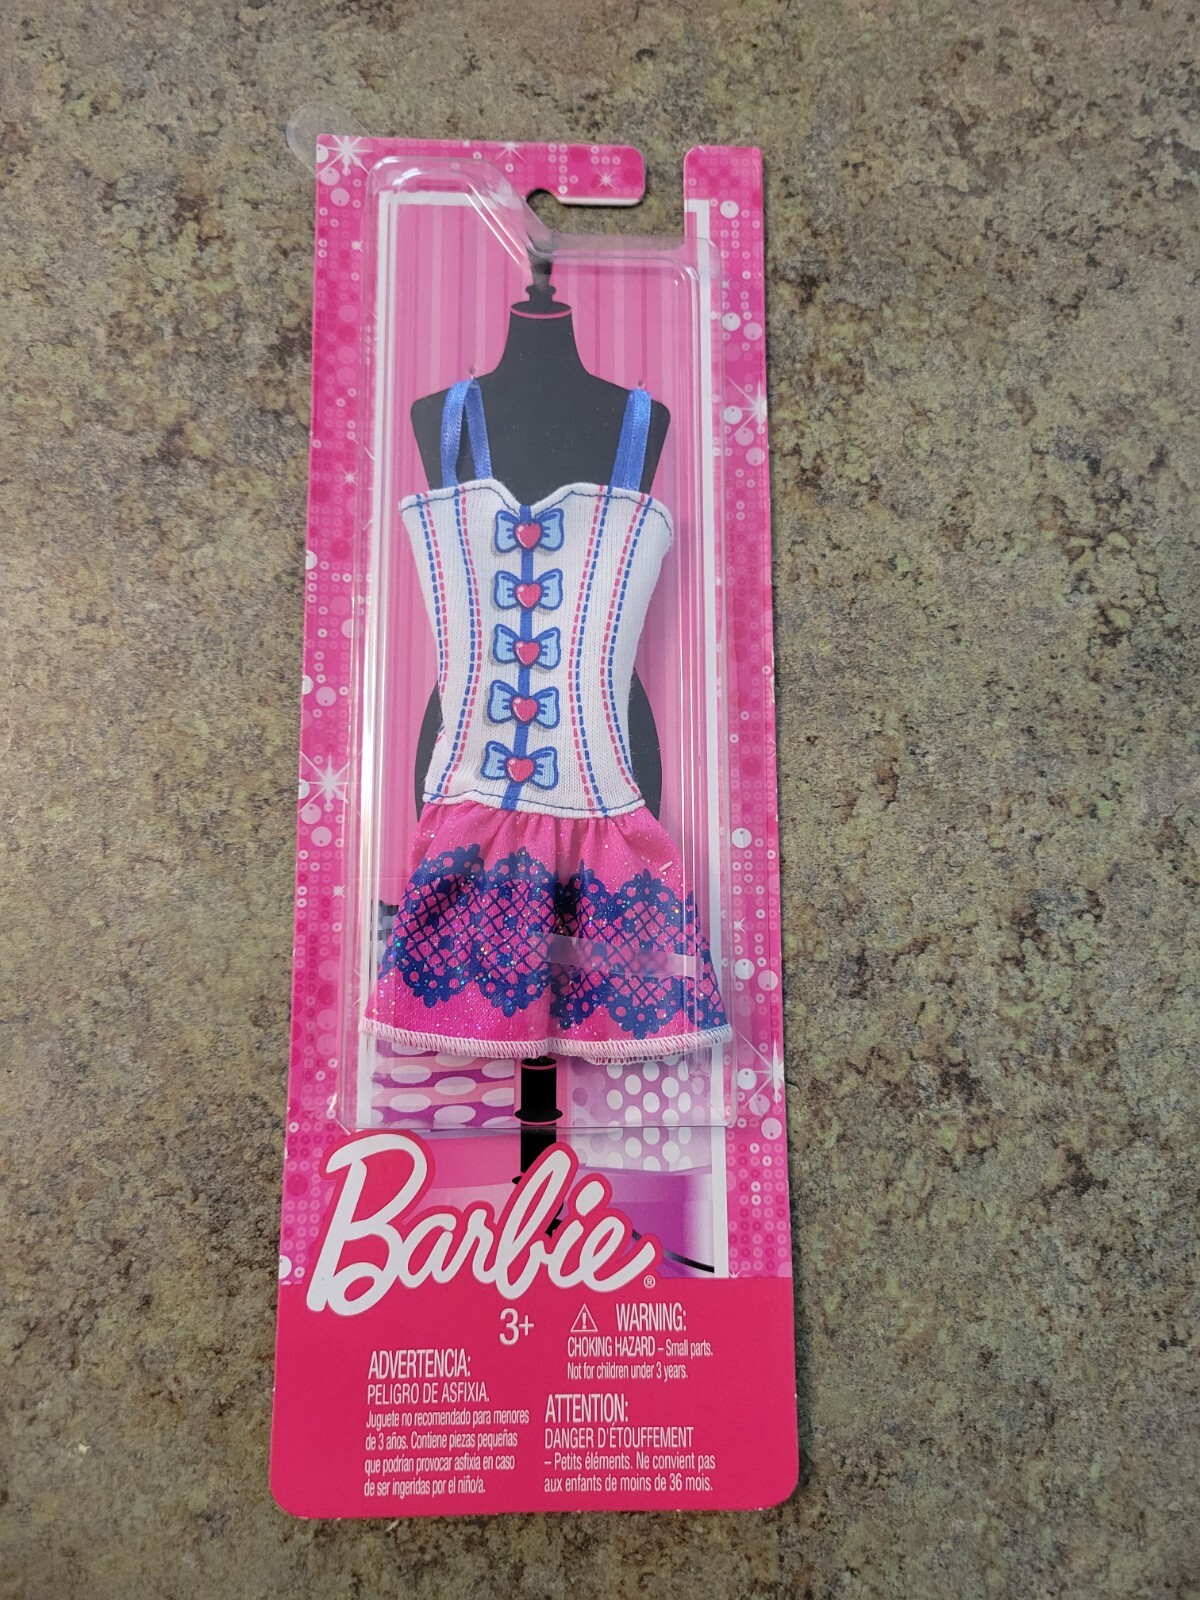 Barbie®
3+
⚠ WARNING:
CHOKING HAZARD – Small parts.
Not for children under 3 years.
ADVERTENCIA:
PELIGRO DE ASFIXIA.
Juguete no recomendado para menores
de 3 años. Contiene piezas pequeñas
que podrían provocar asfixia en caso
de ser ingeridas por el niño/a.
ATTENTION:
DANGER D'ÉTOUFFEMENT
– Petits éléments. Ne convient pas
aux enfants de moins de 36 mois.